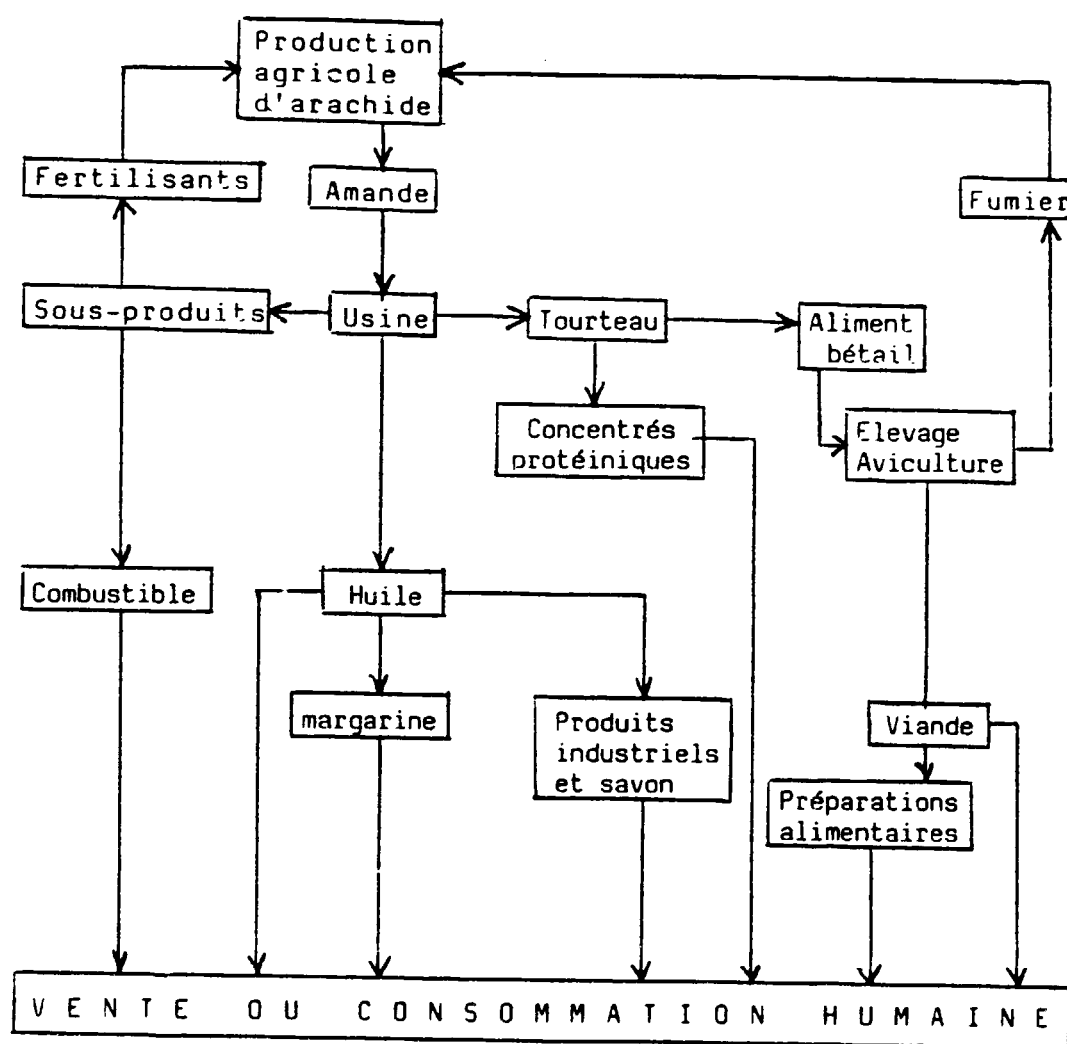 Production
agricole
d'arachide
Fertilisants
Amande
Fumier
Sous-produits
Usine
Tourteau
Aliment
bétail
Concentrés
protéiniques
Elevage
Aviculture
Combustible
Huile
margarine
Produits
industriels
et savon
Viande
Préparations
alimentaires
VENTE OU CONSOMMATION HUMAINE